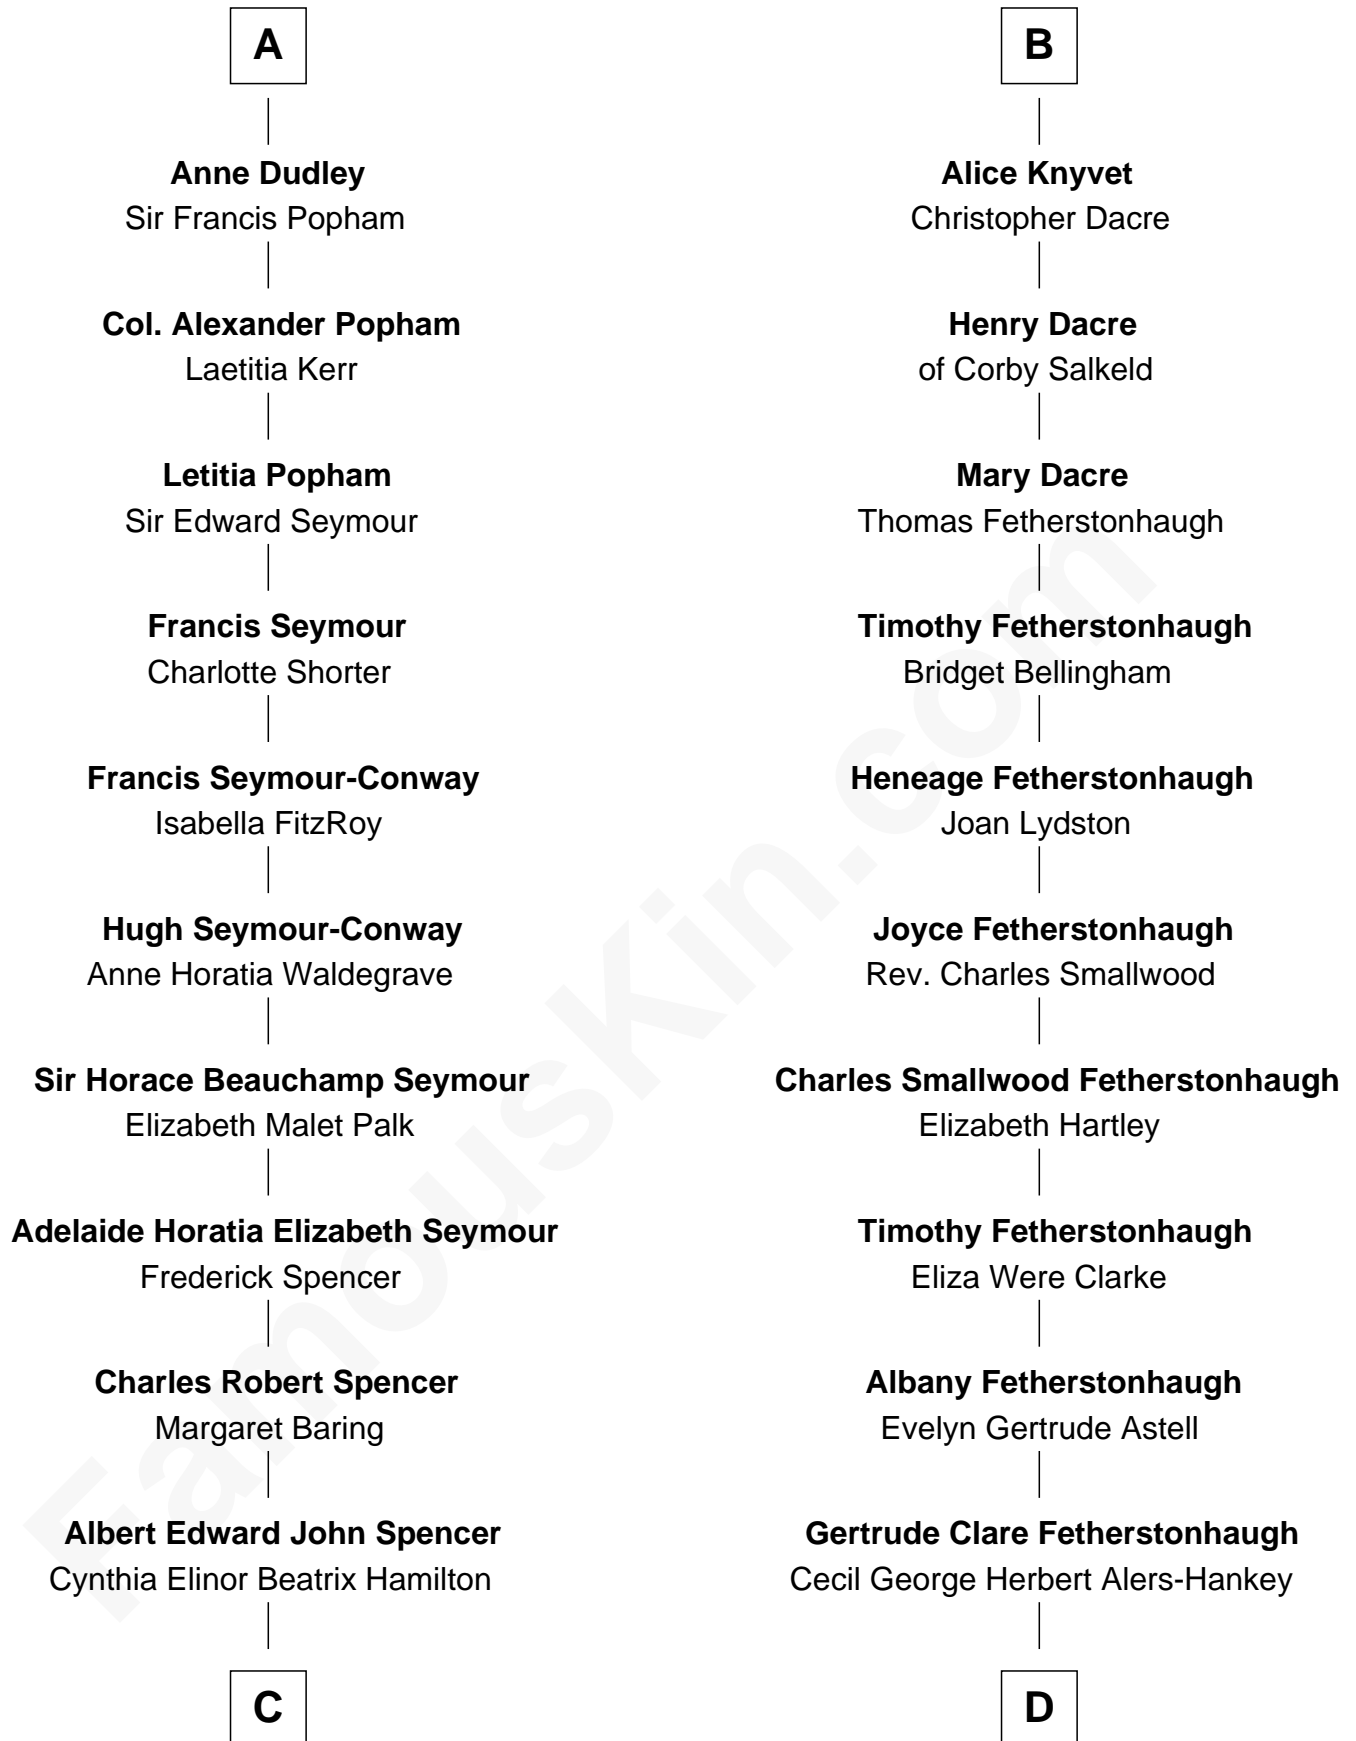 A
Anne Dudley
Sir Francis Popham
Col. Alexander Popham
Laetitia Kerr
Letitia Popham
Sir Edward Seymour
Francis Seymour
Charlotte Shorter
Francis Seymour-Conway
Isabella FitzRoy
Hugh Seymour-Conway
Anne Horatia Waldegrave
Sir Horace Beauchamp Seymour
Elizabeth Malet Palk
Adelaide Horatia Elizabeth Seymour
Frederick Spencer
Charles Robert Spencer
Margaret Baring
Albert Edward John Spencer
Cynthia Elinor Beatrix Hamilton
C
B
Alice Knyvet
Christopher Dacre
Henry Dacre
of Corby Salkeld
Mary Dacre
Thomas Fetherstonhaugh
Timothy Fetherstonhaugh
Bridget Bellingham
Heneage Fetherstonhaugh
Joan Lydston
Joyce Fetherstonhaugh
Rev. Charles Smallwood
Charles Smallwood Fetherstonhaugh
Elizabeth Hartley
Timothy Fetherstonhaugh
Eliza Were Clarke
Albany Fetherstonhaugh
Evelyn Gertrude Astell
Gertrude Clare Fetherstonhaugh
Cecil George Herbert Alers-Hankey
D
FamousKin.com